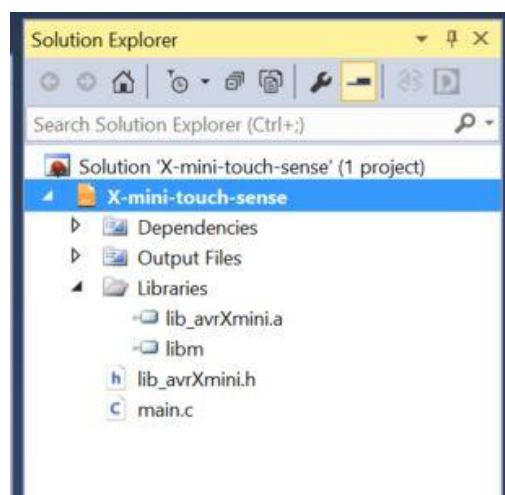 Solution Explorer
Search Solution Explorer (Ctrl+;)
Solution 'X-mini-touch-sense' (1 project)
X-mini-touch-sense
Dependencies
Output Files
Libraries
lib_avrXmini.a
libm
h lib_avrXmini.h
C main.c